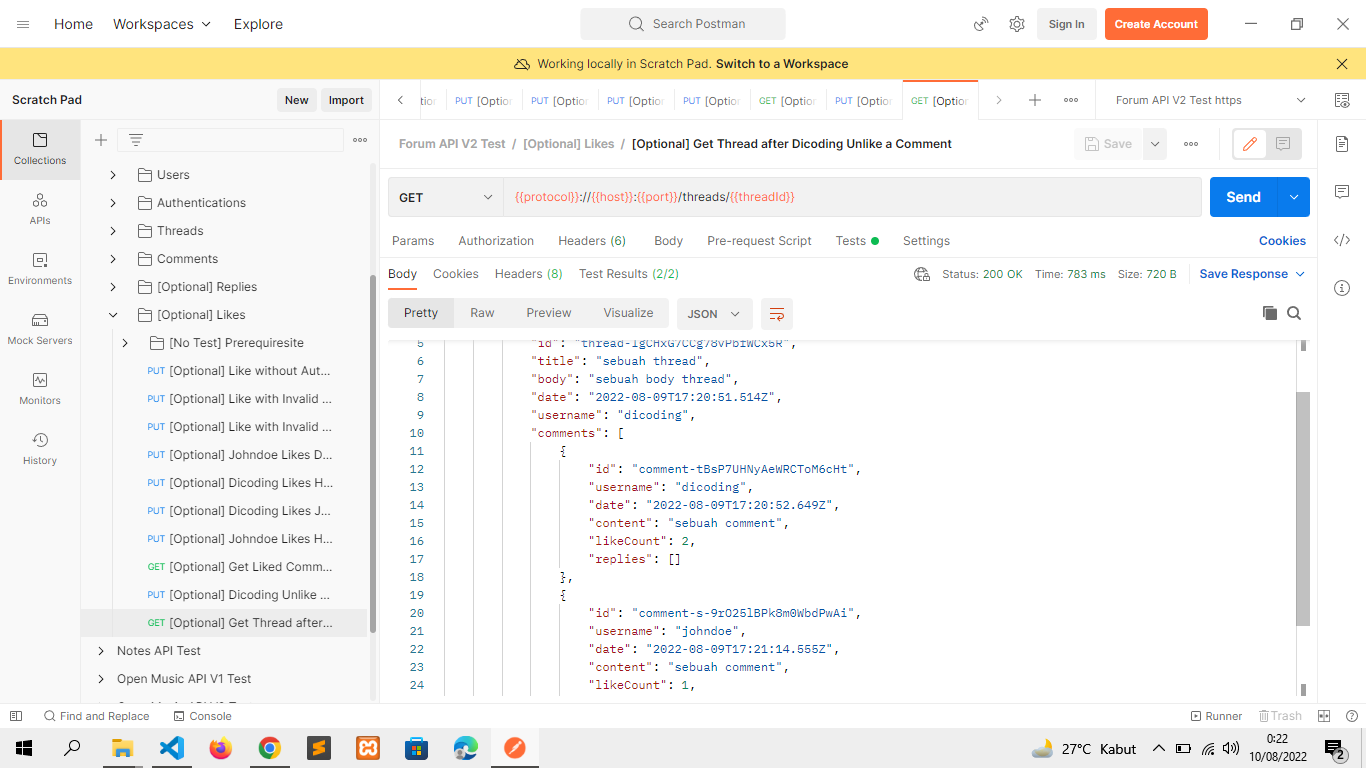 Home Workspaces Explore Search Postman Sign In Create Account
Working locally in Scratch Pad. Switch to a Workspace
Scratch Pad New Import
PUT [Option PUT [Option PUT [Option PUT [Option GET [Option PUT [Option GET [Option Forum API V2 Test https
Collections
APIs
Environments
Mock Servers
Monitors
History
Users
Authentications
Threads
Comments
[Optional] Replies
[Optional] Likes
[No Test] Prerequiresite
PUT [Optional] Like without Aut...
PUT [Optional] Like with Invalid ...
PUT [Optional] Like with Invalid ...
PUT [Optional] Johndoe Likes D...
PUT [Optional] Dicoding Likes H...
PUT [Optional] Dicoding Likes J...
PUT [Optional] Johndoe Likes H...
GET [Optional] Get Liked Comm...
PUT [Optional] Dicoding Unlike ...
GET [Optional] Get Thread after...
Notes API Test
Open Music API V1 Test
Forum API V2 Test / [Optional] Likes / [Optional] Get Thread after Dicoding Unlike a Comment Save
GET {{protocol}}://{{host}}:{{port}}/threads/{{threadId}} Send
Params Authorization Headers (6) Body Pre-request Script Tests Settings Cookies
Body Cookies Headers (8) Test Results (2/2) Status: 200 OK Time: 783 ms Size: 720 B Save Response
Pretty Raw Preview Visualize JSON
5 "id":
6 "title": "sebuah thread",
7 "body": "sebuah body thread",
8 "date": "2022-08-09T17:20:51.514Z",
9 "username": "dicoding",
10 "comments": [
11 {
12 "id": "comment-tBsP7UHNyAeWRCToM6cHt",
13 "username": "dicoding",
14 "date": "2022-08-09T17:20:52.649Z",
15 "content": "sebuah comment",
16 "likeCount": 2,
17 "replies": []
18 },
19 {
20 "id": "comment-s-9rO25lBPk8m0WbdPwAi",
21 "username": "johndoe",
22 "date": "2022-08-09T17:21:14.555Z",
23 "content": "sebuah comment",
24 "likeCount": 1,
Find and Replace Console Runner Trash
27°C Kabut 0:22
10/08/2022
2